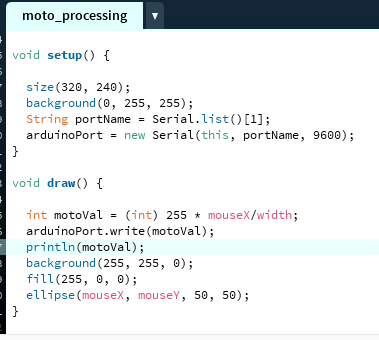 moto_processing ▼
void setup() {
size(320, 240);
background(0, 255, 255);
String portName = Serial.list()[1];
arduinoPort = new Serial(this, portName, 9600);
}
void draw() {
int motoVal = (int) 255 * mouseX/width;
arduinoPort.write(motoVal);
println(motoVal);
background(255, 255, 0);
fill(255, 0, 0);
ellipse(mouseX, mouseY, 50, 50);
}